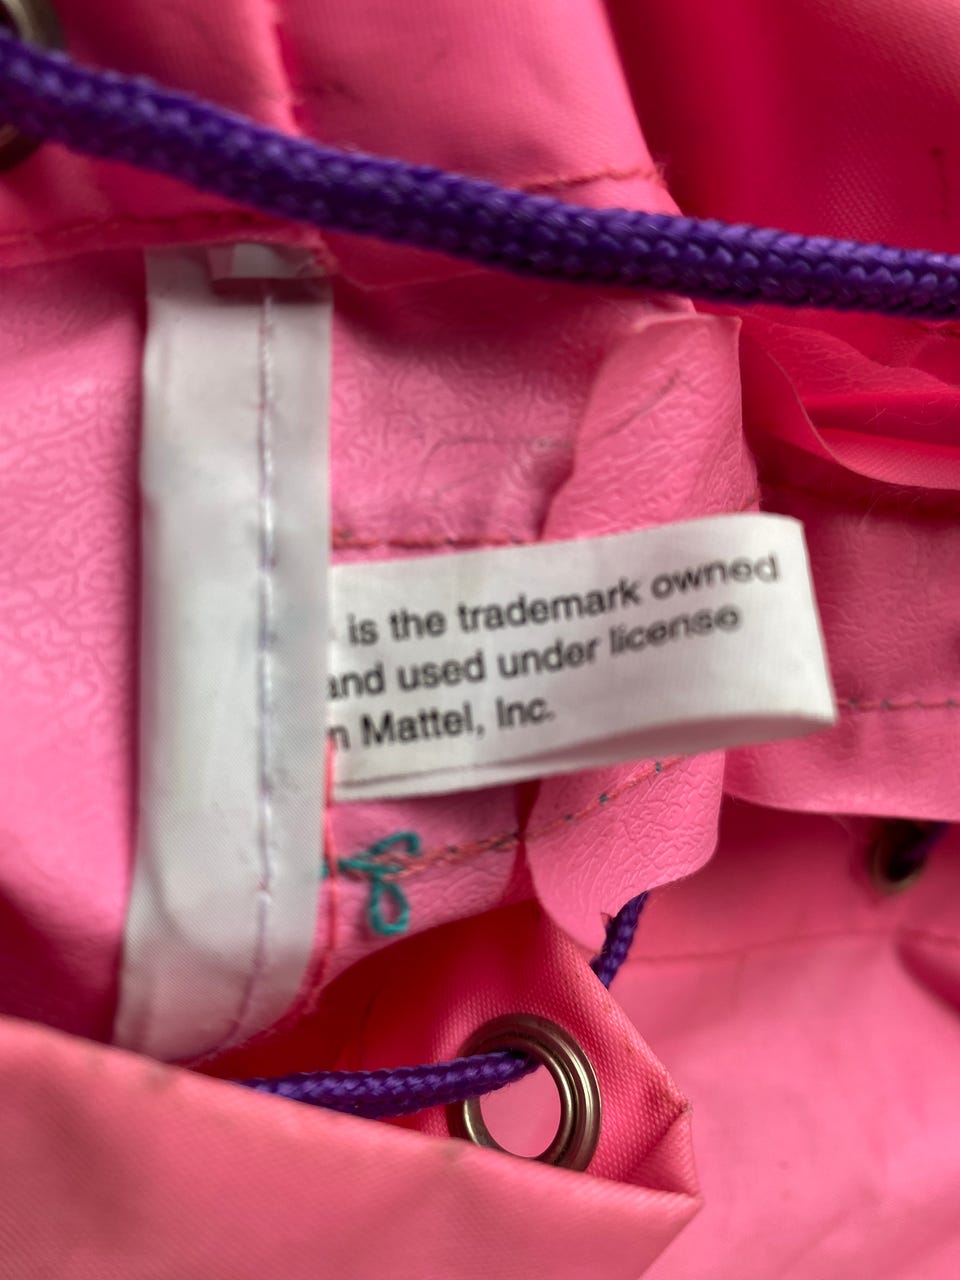 is the trademark owned
and used under license
Mattel, Inc.